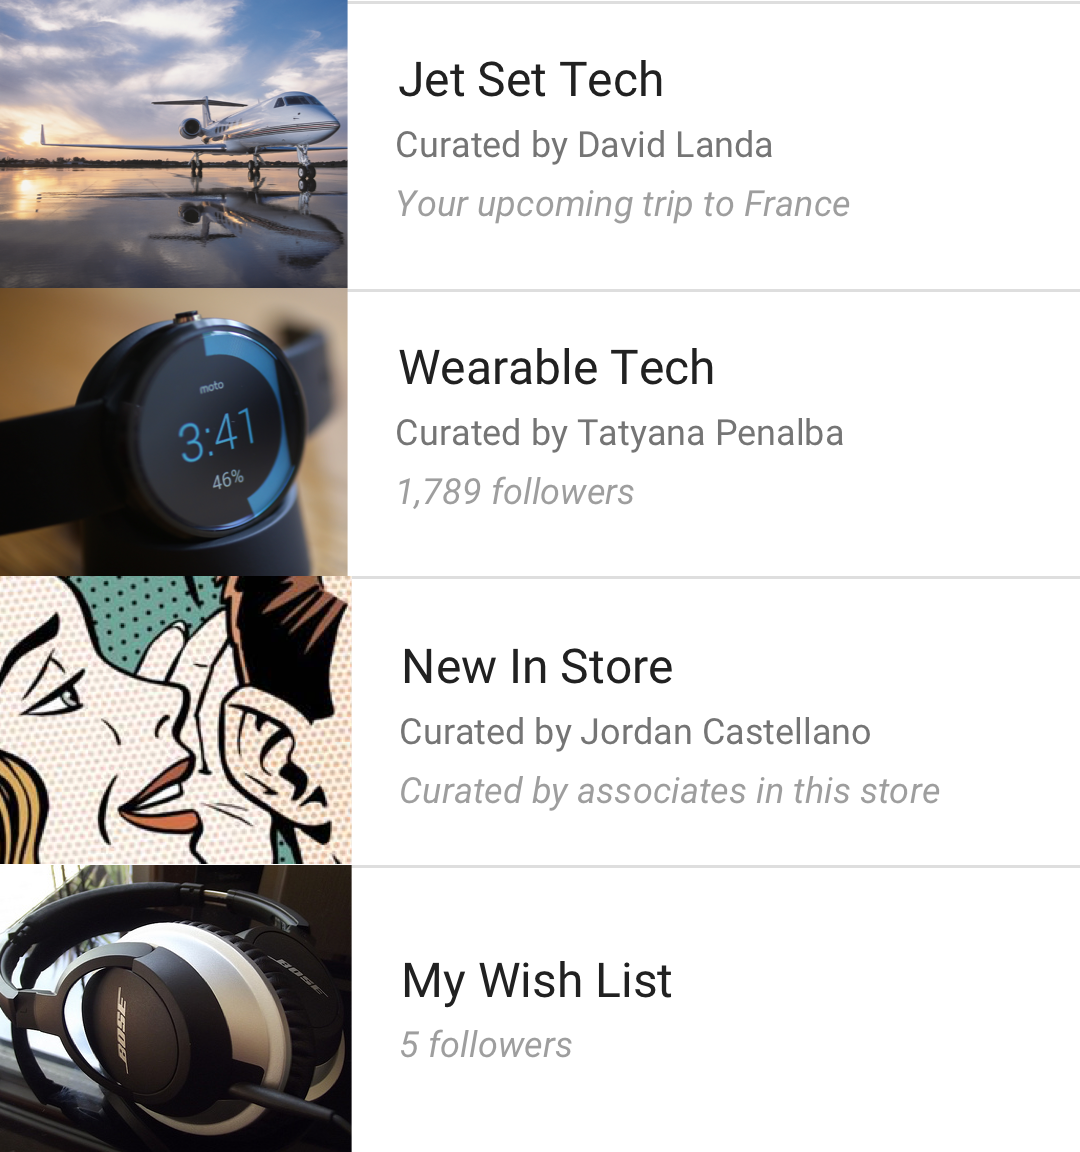 Jet Set Tech
Curated by David Landa
Your upcoming trip to France
moto
3:41
46%
Wearable Tech
Curated by Tatyana Penalba
1,789 followers
New In Store
Curated by Jordan Castellano
Curated by associates in this store
BOSE
BOSE
My Wish List
5 followers